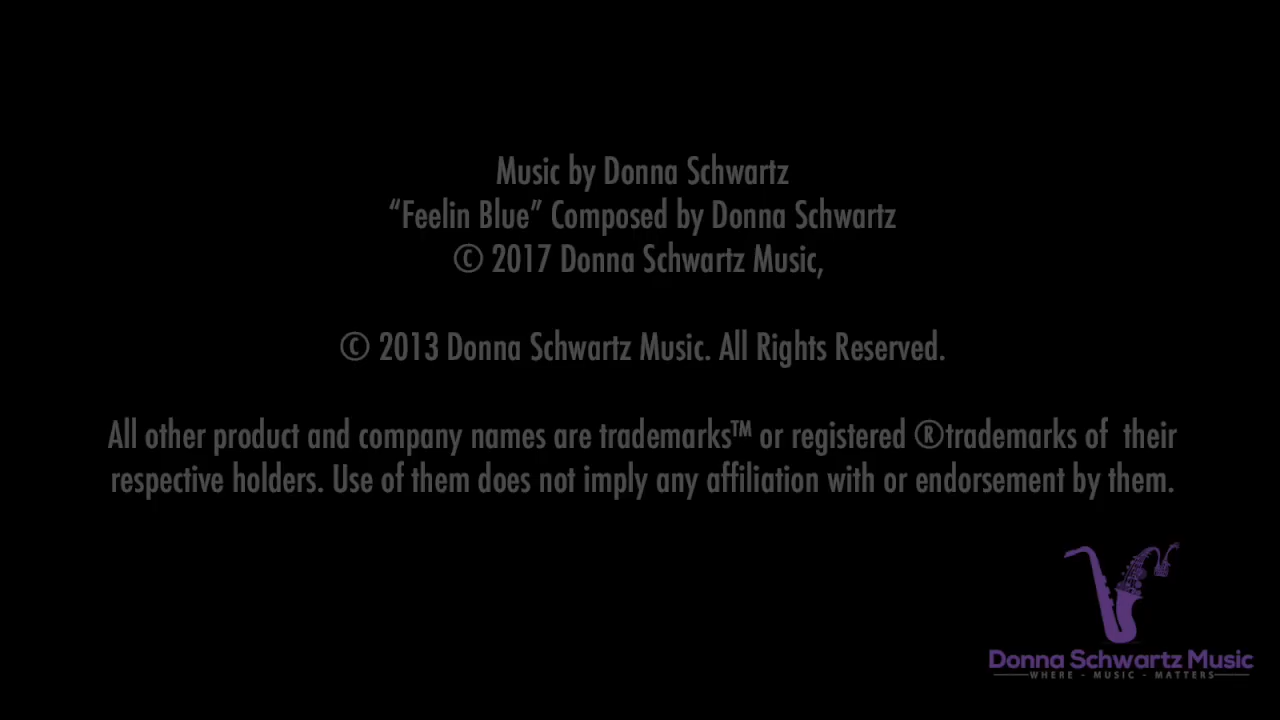 Music by Donna Schwartz
“Feelin Blue” Composed by Donna Schwartz
© 2017 Donna Schwartz Music,
© 2013 Donna Schwartz Music. All Rights Reserved.
All other product and company names are trademarks™ or registered ®trademarks of  their
respective holders. Use of them does not imply any affiliation with or endorsement by them.
Donna Schwartz Music
WHERE - MUSIC - MATTERS